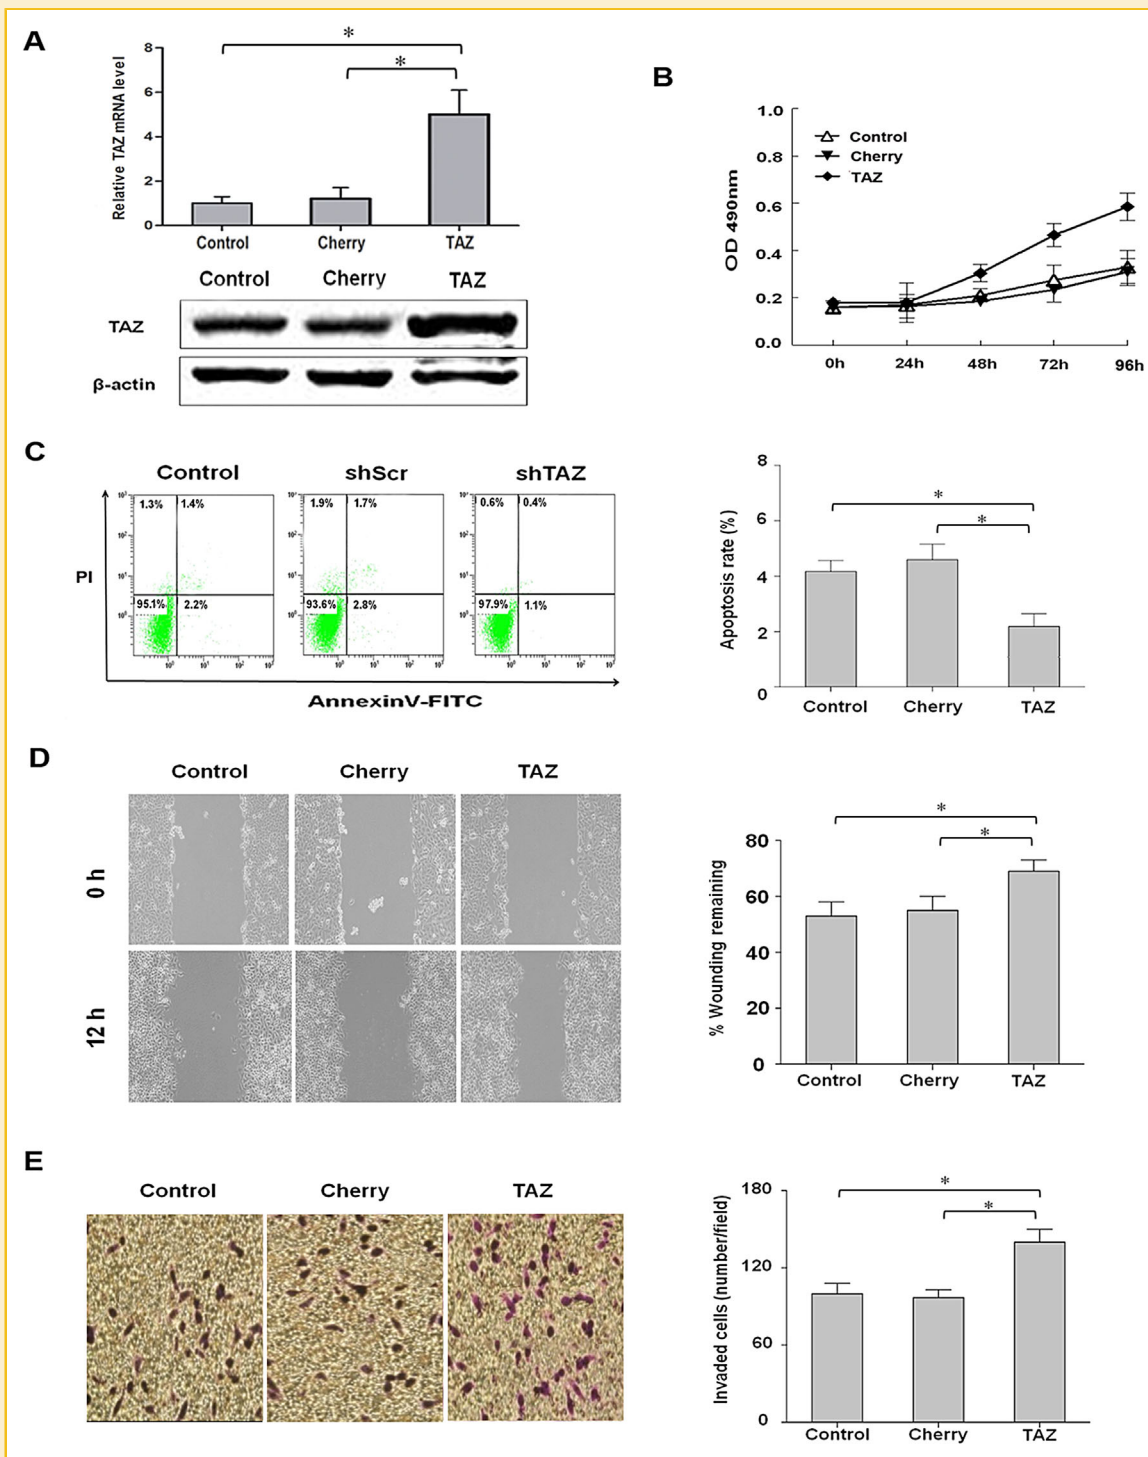 A
Relative TAZ mRNA level
8
6
4
2
0
*
*
Control Cherry TAZ
Control Cherry TAZ
TAZ
β-actin
B
OD 490nm
1.0
0.8
0.6
0.4
0.2
0.0
Control
Cherry
TAZ
0h 24h 48h 72h 96h
C
Control shScr shTAZ
PI
1.3% 1.4%
95.1% 2.2%
1.9% 1.7%
93.6% 2.8%
0.6% 0.4%
97.9% 1.1%
AnnexinV-FITC
Apoptosis rate (%)
8
6
4
2
0
*
*
Control Cherry TAZ
D
Control Cherry TAZ
0 h
12 h
% Wounding remaining
80
60
40
20
0
*
*
Control Cherry TAZ
E
Control Cherry TAZ
Invaded cells (number/field)
180
120
60
0
*
*
Control Cherry TAZ